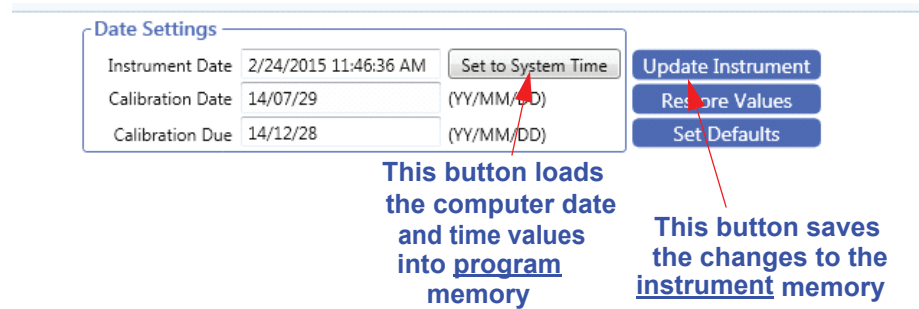 Date Settings
Instrument Date 2/24/2015 11:46:36 AM Set to System Time Update Instrument
Calibration Date 14/07/29 (YY/MM/DD) Restore Values
Calibration Due 14/12/28 (YY/MM/DD) Set Defaults
This button loads
the computer date
and time values
into program
memory
This button saves
the changes to the
instrument memory